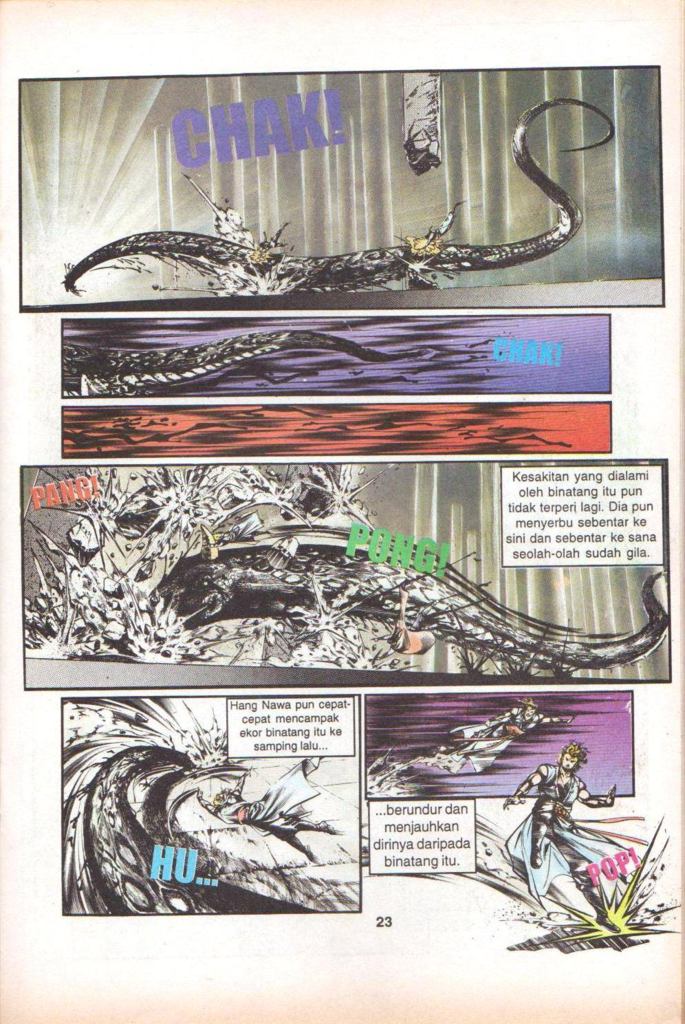 CHAK!
CHAK!
PANG!
PONG!
Kesakitan yang dialami
oleh binatang itu pun
tidak terperi lagi. Dia pun
menyerbu sebentar ke
sini dan sebentar ke sana
seolah-olah sudah gila.
Hang Nawa pun cepat-
cepat mencampak
ekor binatang itu ke
samping lalu...
HU...
...berundur dan
menjauhkan
dirinya daripada
binatang itu.
POP!
23